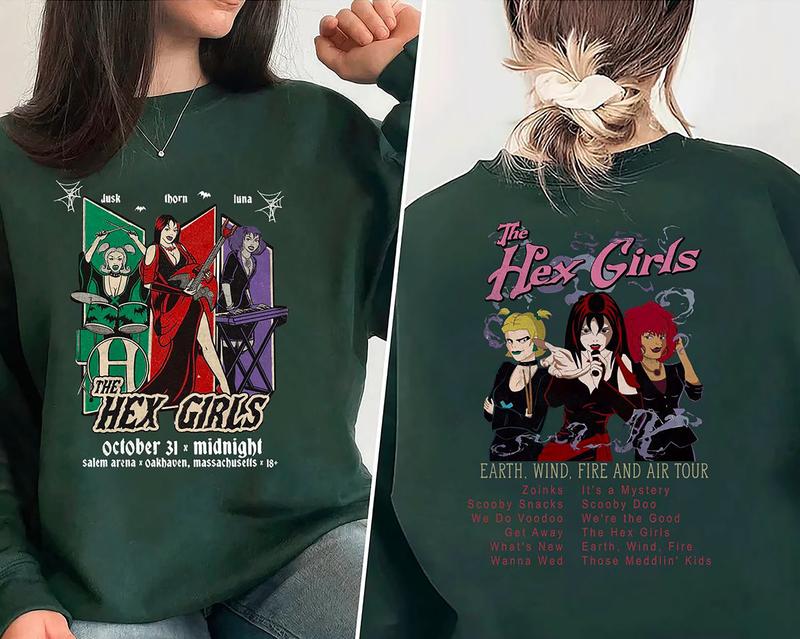 Jusk thorn luna
H
THE
HEX GIRLS
october 31 x midnight
salem arena x oakhaven, massachusetts x 18+
The
Hex Girls
EARTH, WIND, FIRE AND AIR TOUR
Zoinks It's a Mystery
Scooby Snacks Scooby Doo
We Do Voodoo We're the Good
Get Away The Hex Girls
What's New Earth, Wind, Fire
Wanna Wed Those Meddlin' Kids